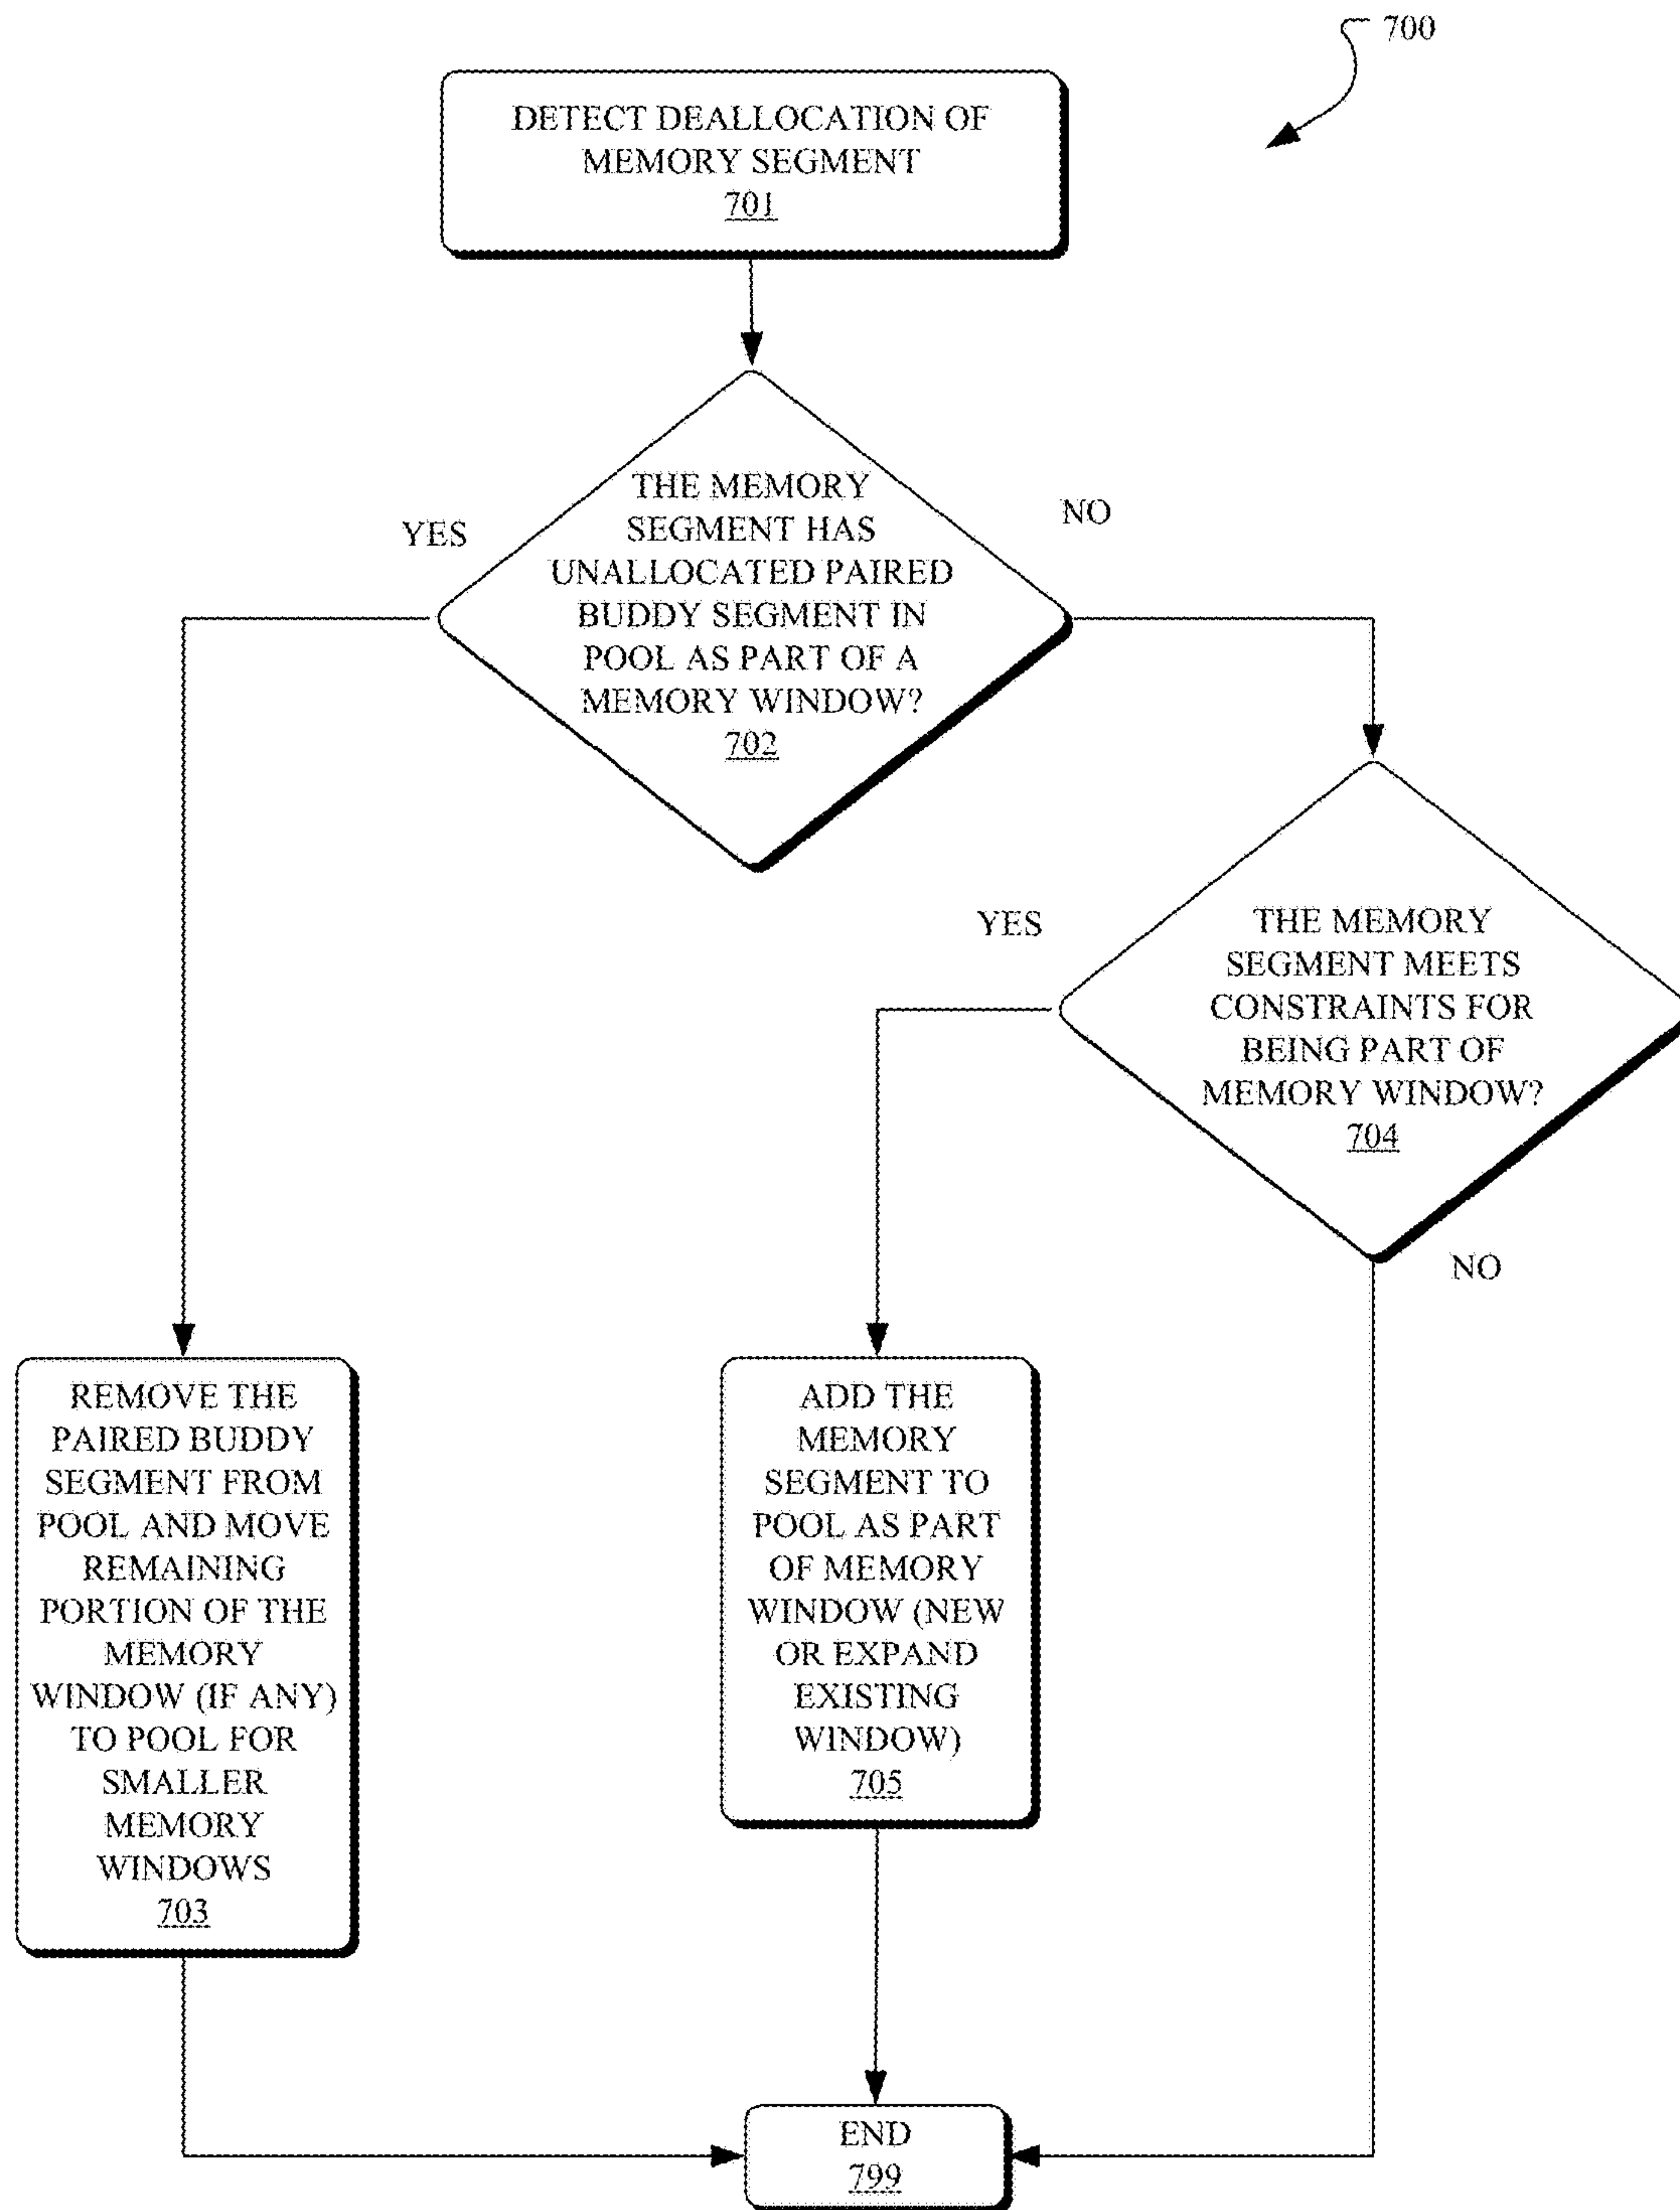 700
DETECT DEALLOCATION OF
MEMORY SEGMENT
701
THE MEMORY
SEGMENT HAS
UNALLOCATED PAIRED
BUDDY SEGMENT IN
POOL AS PART OF A
MEMORY WINDOW?
702
YES
NO
THE MEMORY
SEGMENT MEETS
CONSTRAINTS FOR
BEING PART OF
MEMORY WINDOW?
704
YES
NO
REMOVE THE
PAIRED BUDDY
SEGMENT FROM
POOL AND MOVE
REMAINING
PORTION OF THE
MEMORY
WINDOW (IF ANY)
TO POOL FOR
SMALLER
MEMORY
WINDOWS
703
ADD THE
MEMORY
SEGMENT TO
POOL AS PART
OF MEMORY
WINDOW (NEW
OR EXPAND
EXISTING
WINDOW)
705
END
799